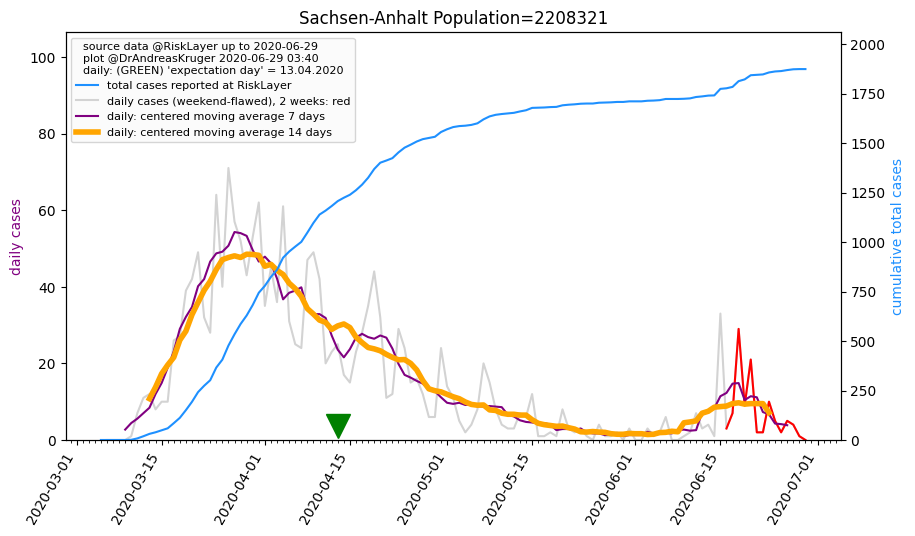 Sachsen-Anhalt Population=2208321
source data @RiskLayer up to 2020-06-29
plot @DrAndreasKruger 2020-06-29 03:40
daily: (GREEN) 'expectation day' = 13.04.2020
total cases reported at RiskLayer
daily cases (weekend-flawed), 2 weeks: red
daily: centered moving average 7 days
daily: centered moving average 14 days
daily cases
100
80
60
40
20
0
cumulative total cases
2000
1750
1500
1250
1000
750
500
250
0
2020-03-01
2020-03-15
2020-04-01
2020-04-15
2020-05-01
2020-05-15
2020-06-01
2020-06-15
2020-07-01